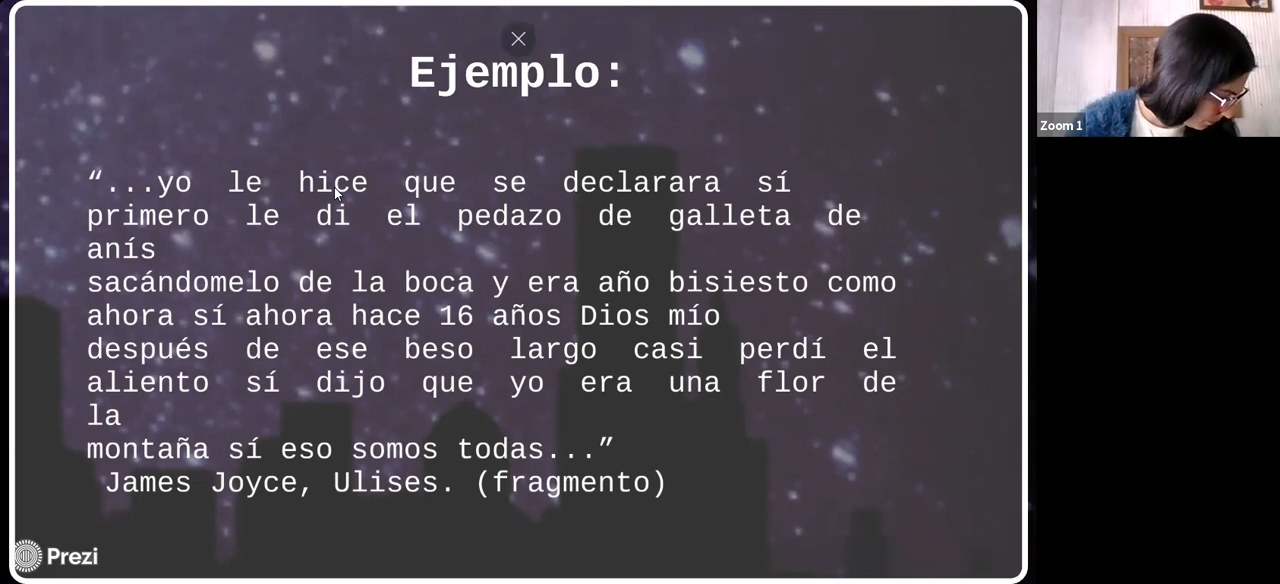 Ejemplo:
“...yo le hice que se declarara sí
primero le di el pedazo de galleta de
anís
sacándomelo de la boca y era año bisiesto como
ahora sí ahora hace 16 años Dios mío
después de ese beso largo casi perdí el
aliento sí dijo que yo era una flor de
la
montaña sí eso somos todas...”
James Joyce, Ulises. (fragmento)
Prezi
Zoom 1